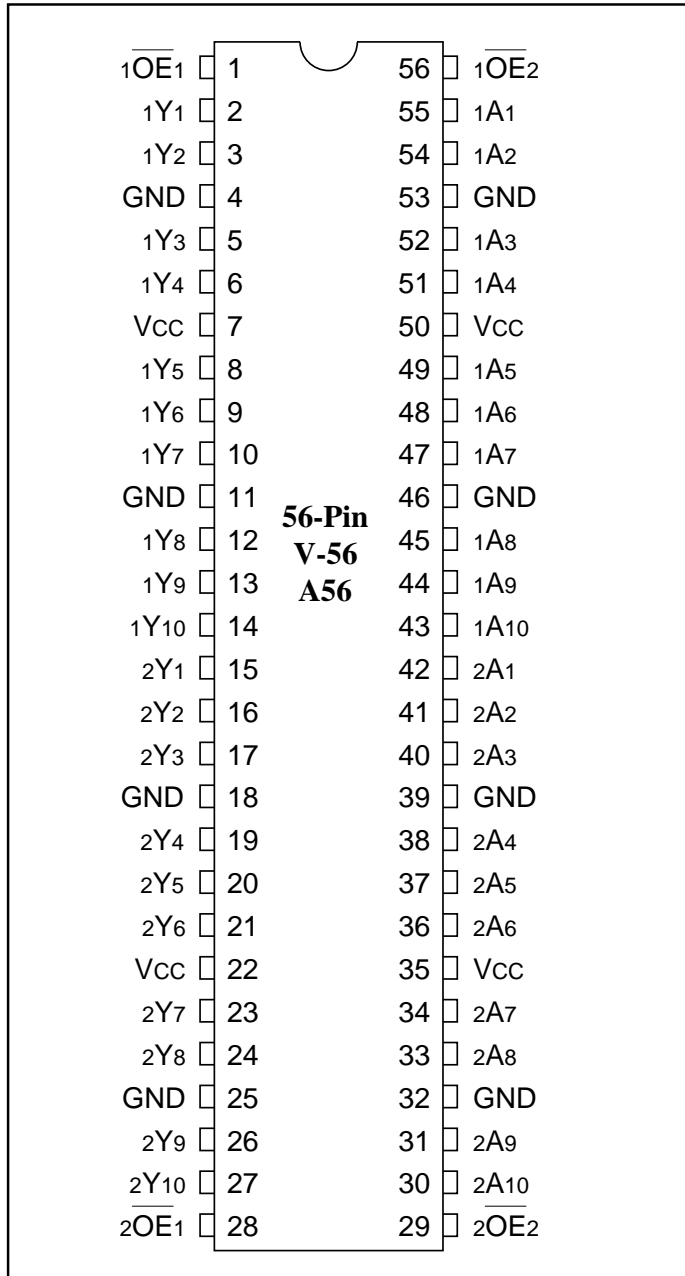 1OE1 1 56 1OE2
1Y1 2 55 1A1
1Y2 3 54 1A2
GND 4 53 GND
1Y3 5 52 1A3
1Y4 6 51 1A4
VCC 7 50 VCC
1Y5 8 49 1A5
1Y6 9 48 1A6
1Y7 10 47 1A7
GND 11 46 GND
56-Pin
1Y8 12 45 1A8
V-56
1Y9 13 44 1A9
A56
1Y10 14 43 1A10
2Y1 15 42 2A1
2Y2 16 41 2A2
2Y3 17 40 2A3
GND 18 39 GND
2Y4 19 38 2A4
2Y5 20 37 2A5
2Y6 21 36 2A6
VCC 22 35 VCC
2Y7 23 34 2A7
2Y8 24 33 2A8
GND 25 32 GND
2Y9 26 31 2A9
2Y10 27 30 2A10
2OE1 28 29 2OE2